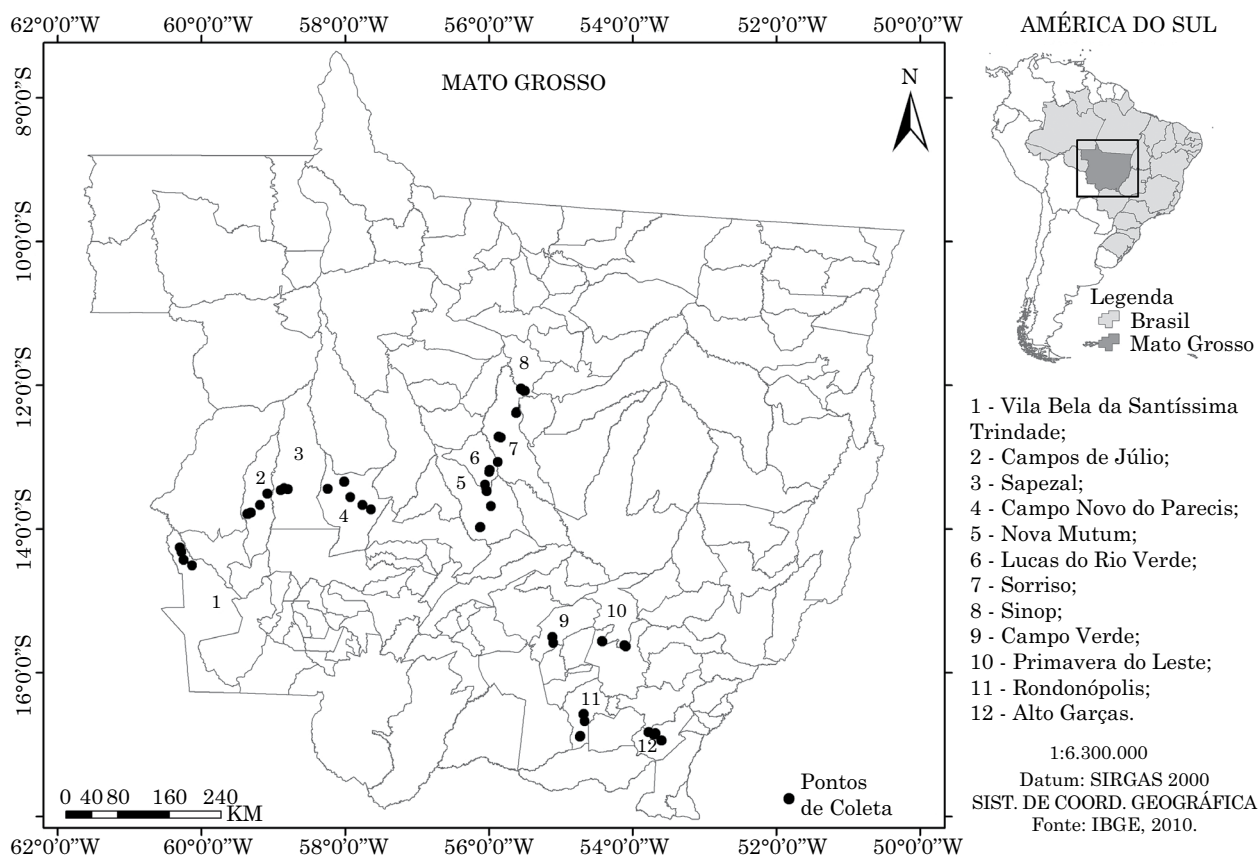 62°0’0”W 60°0’0”W 58°0’0”W 56°0’0”W 54°0’0”W 52°0’0”W 50°0’0”W
AMÉRICA DO SUL
MATO GROSSO
N
8°0’0”S
10°0’0”S
12°0’0”S
14°0’0”S
16°0’0”S
8
7
6
5
3
2
4
1
9
10
11
12
0 40 80 160 240
KM
Pontos
de Coleta
62°0’0”W 60°0’0”W 58°0’0”W 56°0’0”W 54°0’0”W 52°0’0”W 50°0’0”W
Legenda
Brasil
Mato Grosso
1 - Vila Bela da Santíssima
Trindade;
2 - Campos de Júlio;
3 - Sapezal;
4 - Campo Novo do Parecis;
5 - Nova Mutum;
6 - Lucas do Rio Verde;
7 - Sorriso;
8 - Sinop;
9 - Campo Verde;
10 - Primavera do Leste;
11 - Rondonópolis;
12 - Alto Garças.
1:6.300.000
Datum: SIRGAS 2000
SIST. DE COORD. GEOGRÁFICA
Fonte: IBGE, 2010.